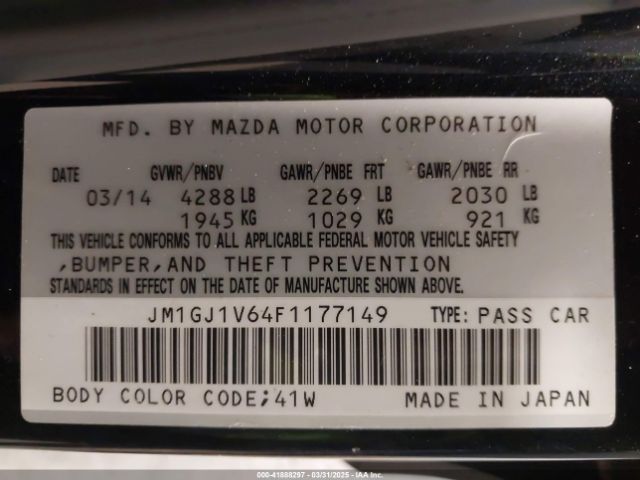 MFD. BY MAZDA MOTOR CORPORATION
DATE GVWR/PNBV GAWR/PNBE FRT GAWR/PNBE RR
03/14 4288 LB 2269 LB 2030 LB
1945 KG 1029 KG 921 KG
THIS VEHICLE CONFORMS TO ALL APPLICABLE FEDERAL MOTOR VEHICLE SAFETY
,BUMPER,AND THEFT PREVENTION
STANDARDS IN EFFECT ON THE DATE OF MANUFACTURE SHOWN ABOVE.
JM1GJ1V64F1177149 TYPE: PASS CAR
BODY COLOR CODE;41W MADE IN JAPAN
000-41888297 - 03/31/2025 - IAA Inc.